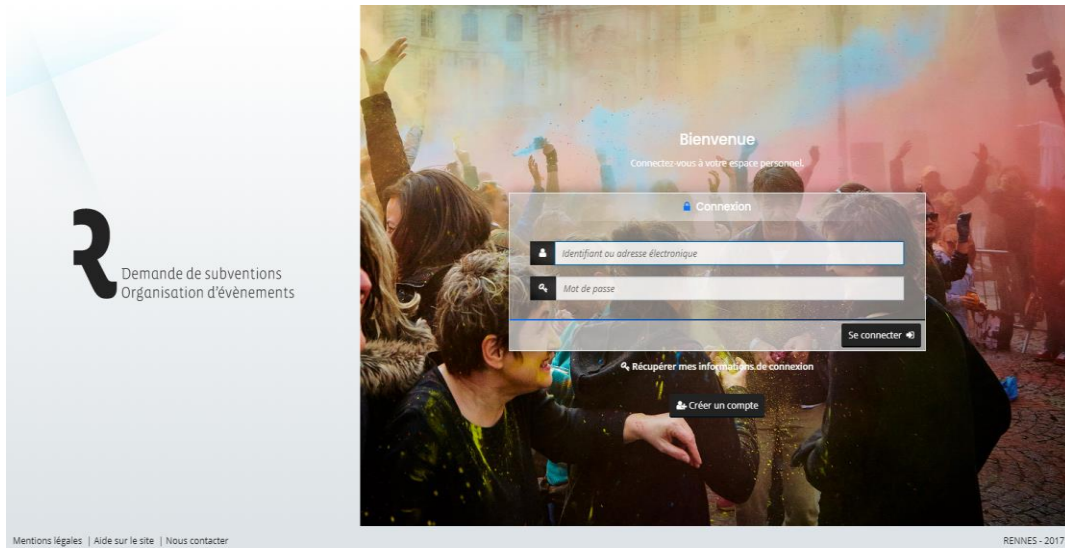 Demande de subventions
Organisation d'évènements
Bienvenue
Connectez-vous à votre espace personnel.
Connexion
Identifiant ou adresse électronique
Mot de passe
Se connecter
Récupérer mes informations de connexion
Créer un compte
Mentions légales | Aide sur le site | Nous contacter
RENNES - 2017